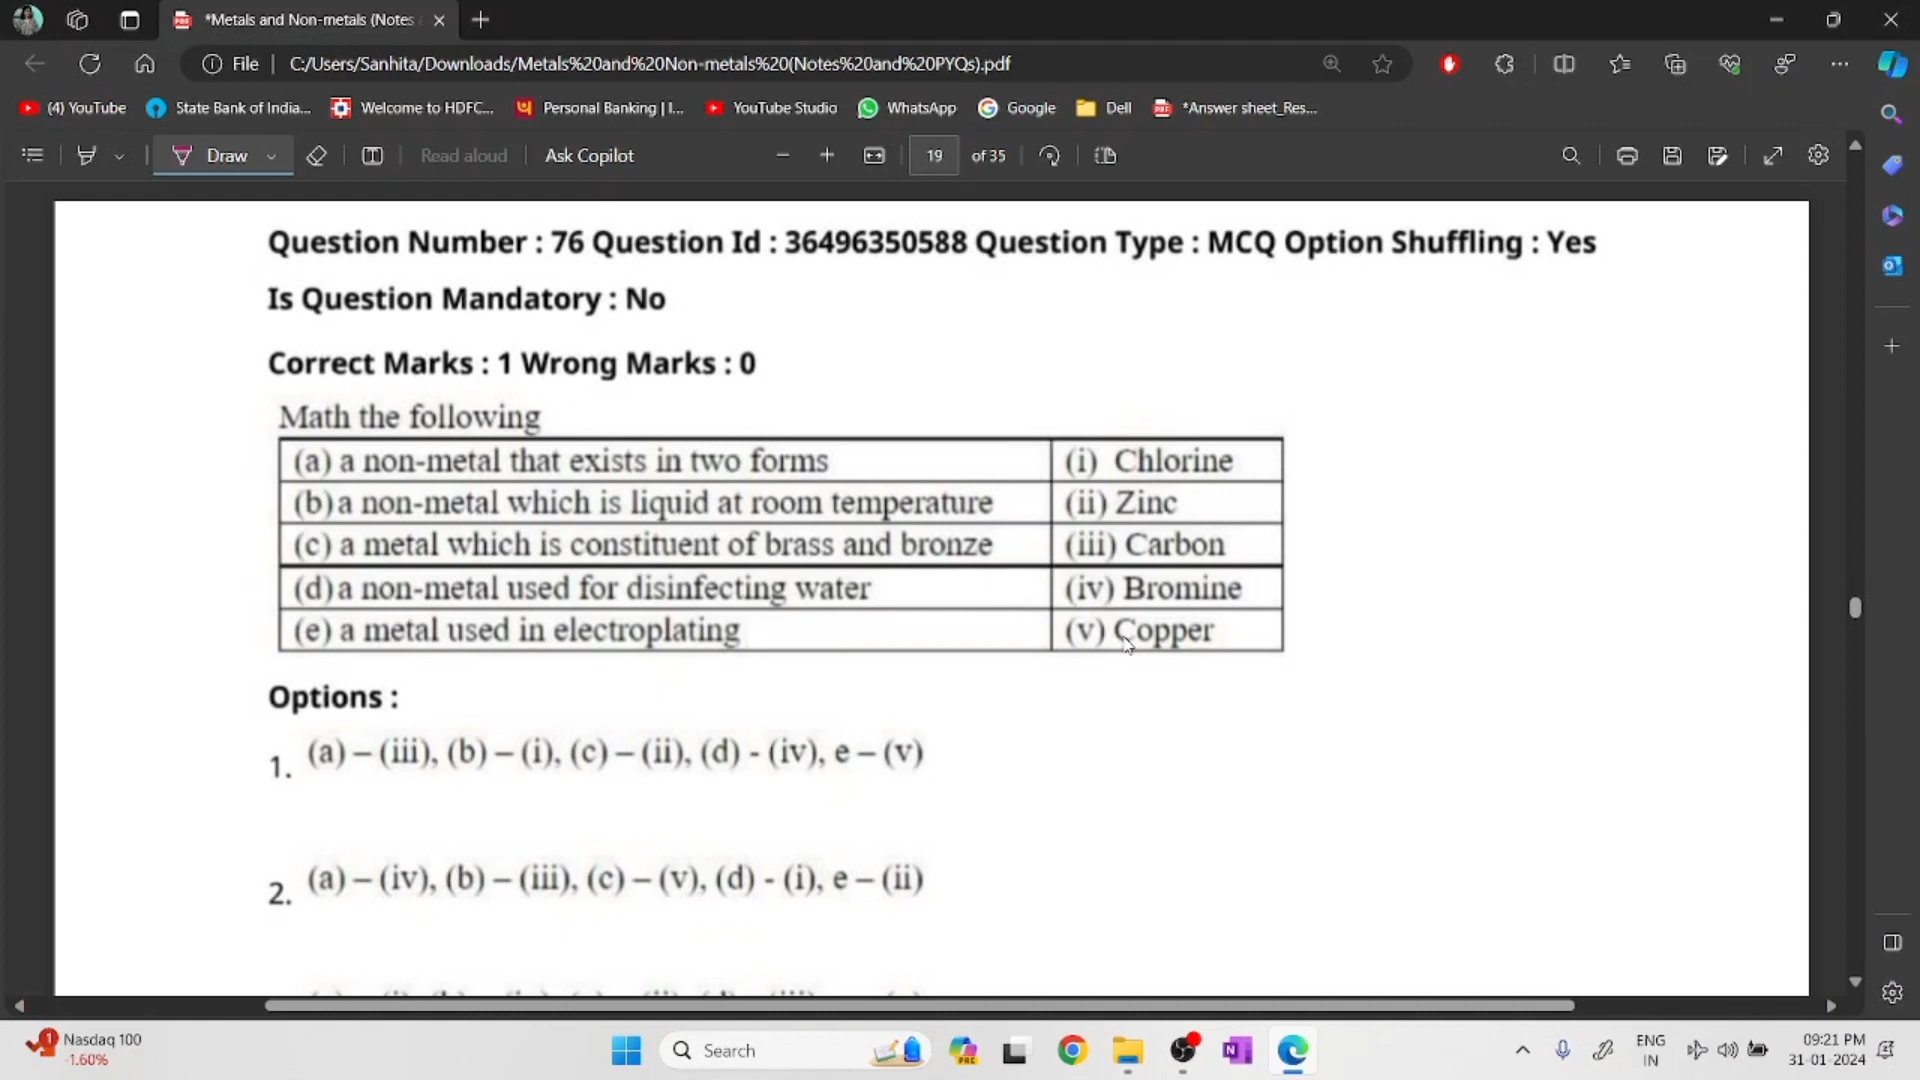 *Metals and Non-metals (Notes
File C:/Users/Sanhita/Downloads/Metals%20and%20Non-metals%20(Notes%20and%20PYQs).pdf
(4) YouTube State Bank of India... Welcome to HDFC... Personal Banking | I... YouTube Studio WhatsApp Google Dell *Answer sheet_Res...
Draw Read aloud Ask Copilot 19 of 35
Question Number : 76 Question Id : 36496350588 Question Type : MCQ Option Shuffling : Yes
Is Question Mandatory : No
Correct Marks : 1 Wrong Marks : 0
Math the following
(a) a non-metal that exists in two forms (i) Chlorine
(b) a non-metal which is liquid at room temperature (ii) Zinc
(c) a metal which is constituent of brass and bronze (iii) Carbon
(d) a non-metal used for disinfecting water (iv) Bromine
(e) a metal used in electroplating (v) Copper
Options :
1. (a) – (iii), (b) – (i), (c) – (ii), (d) - (iv), e – (v)
2. (a) – (iv), (b) – (iii), (c) – (v), (d) - (i), e – (ii)
1 Nasdaq 100
-1.60%
Search
PRE
ENG
IN
09:21 PM
31-01-2024